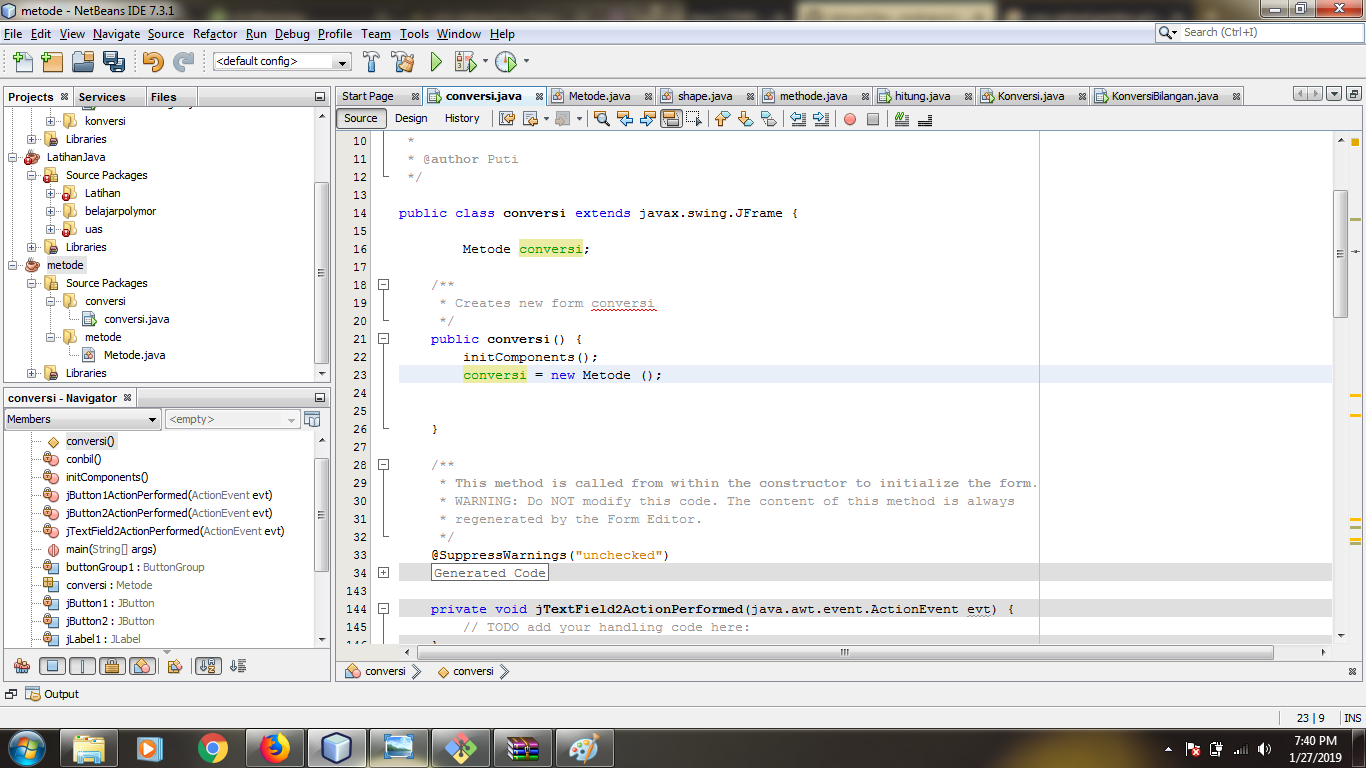 metode - NetBeans IDE 7.3.1
File Edit View Navigate Source Refactor Run Debug Profile Team Tools Window Help
Search (Ctrl+I)
<default config>
Projects Services Files
konversi
Libraries
LatihanJava
Source Packages
Latihan
belajarpolymor
uas
Libraries
metode
Source Packages
conversi
conversi.java
metode
Metode.java
Libraries
conversi - Navigator
Members <empty>
conversi()
conbil()
initComponents()
jButton1ActionPerformed(ActionEvent evt)
jButton2ActionPerformed(ActionEvent evt)
jTextField2ActionPerformed(ActionEvent evt)
main(String[] args)
buttonGroup1 : ButtonGroup
conversi : Metode
jButton1 : JButton
jButton2 : JButton
jLabel1 : JLabel
Start Page conversi.java Metode.java shape.java methode.java hitung.java Konversi.java KonversiBilangan.java
Source Design History
10 *
11 * @author Puti
12 */
13
14 public class conversi extends javax.swing.JFrame {
15
16 Metode conversi;
17
18 /**
19 * Creates new form conversi
20 */
21 public conversi() {
22 initComponents();
23 conversi = new Metode ();
24
25
26 }
27
28 /**
29 * This method is called from within the constructor to initialize the form.
30 * WARNING: Do NOT modify this code. The content of this method is always
31 * regenerated by the Form Editor.
32 */
33 @SuppressWarnings("unchecked")
34 Generated Code
143
144 private void jTextField2ActionPerformed(java.awt.event.ActionEvent evt) {
145 // TODO add your handling code here:
conversi conversi
Output
23 | 9 INS
7:40 PM
1/27/2019